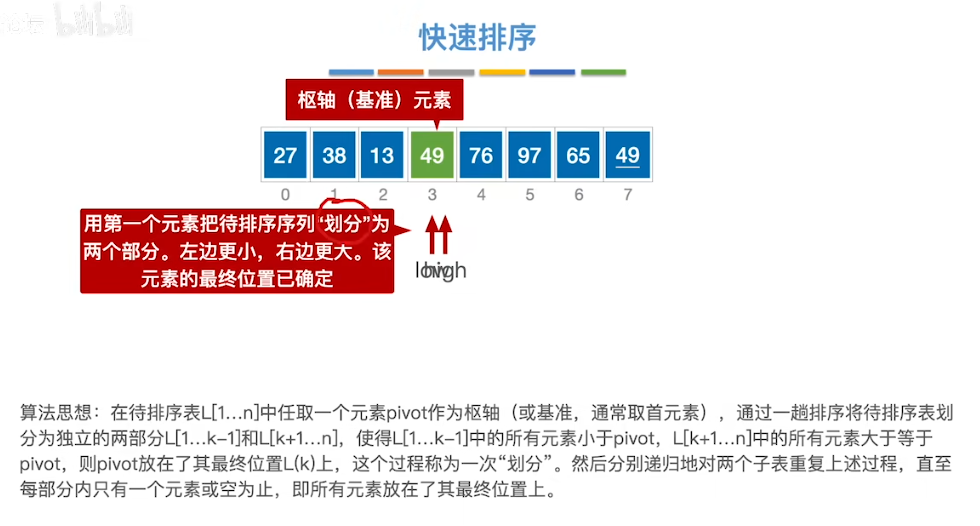 bilibili
快速排序
枢轴（基准）元素
27 38 13 49 76 97 65 49
0 1 2 3 4 5 6 7
用第一个元素把待排序序列“划分”为
两个部分。左边更小，右边更大。该
元素的最终位置已确定
low high
算法思想：在待排序表L[1…n]中任取一个元素pivot作为枢轴（或基准，通常取首元素），通过一趟排序将待排序表划
分为独立的两部分L[1…k-1]和L[k+1…n]，使得L[1…k-1]中的所有元素小于pivot，L[k+1…n]中的所有元素大于等于
pivot，则pivot放在了其最终位置L(k)上，这个过程称为一次“划分”。然后分别递归地对两个子表重复上述过程，直至
每部分内只有一个元素或空为止，即所有元素放在了其最终位置上。